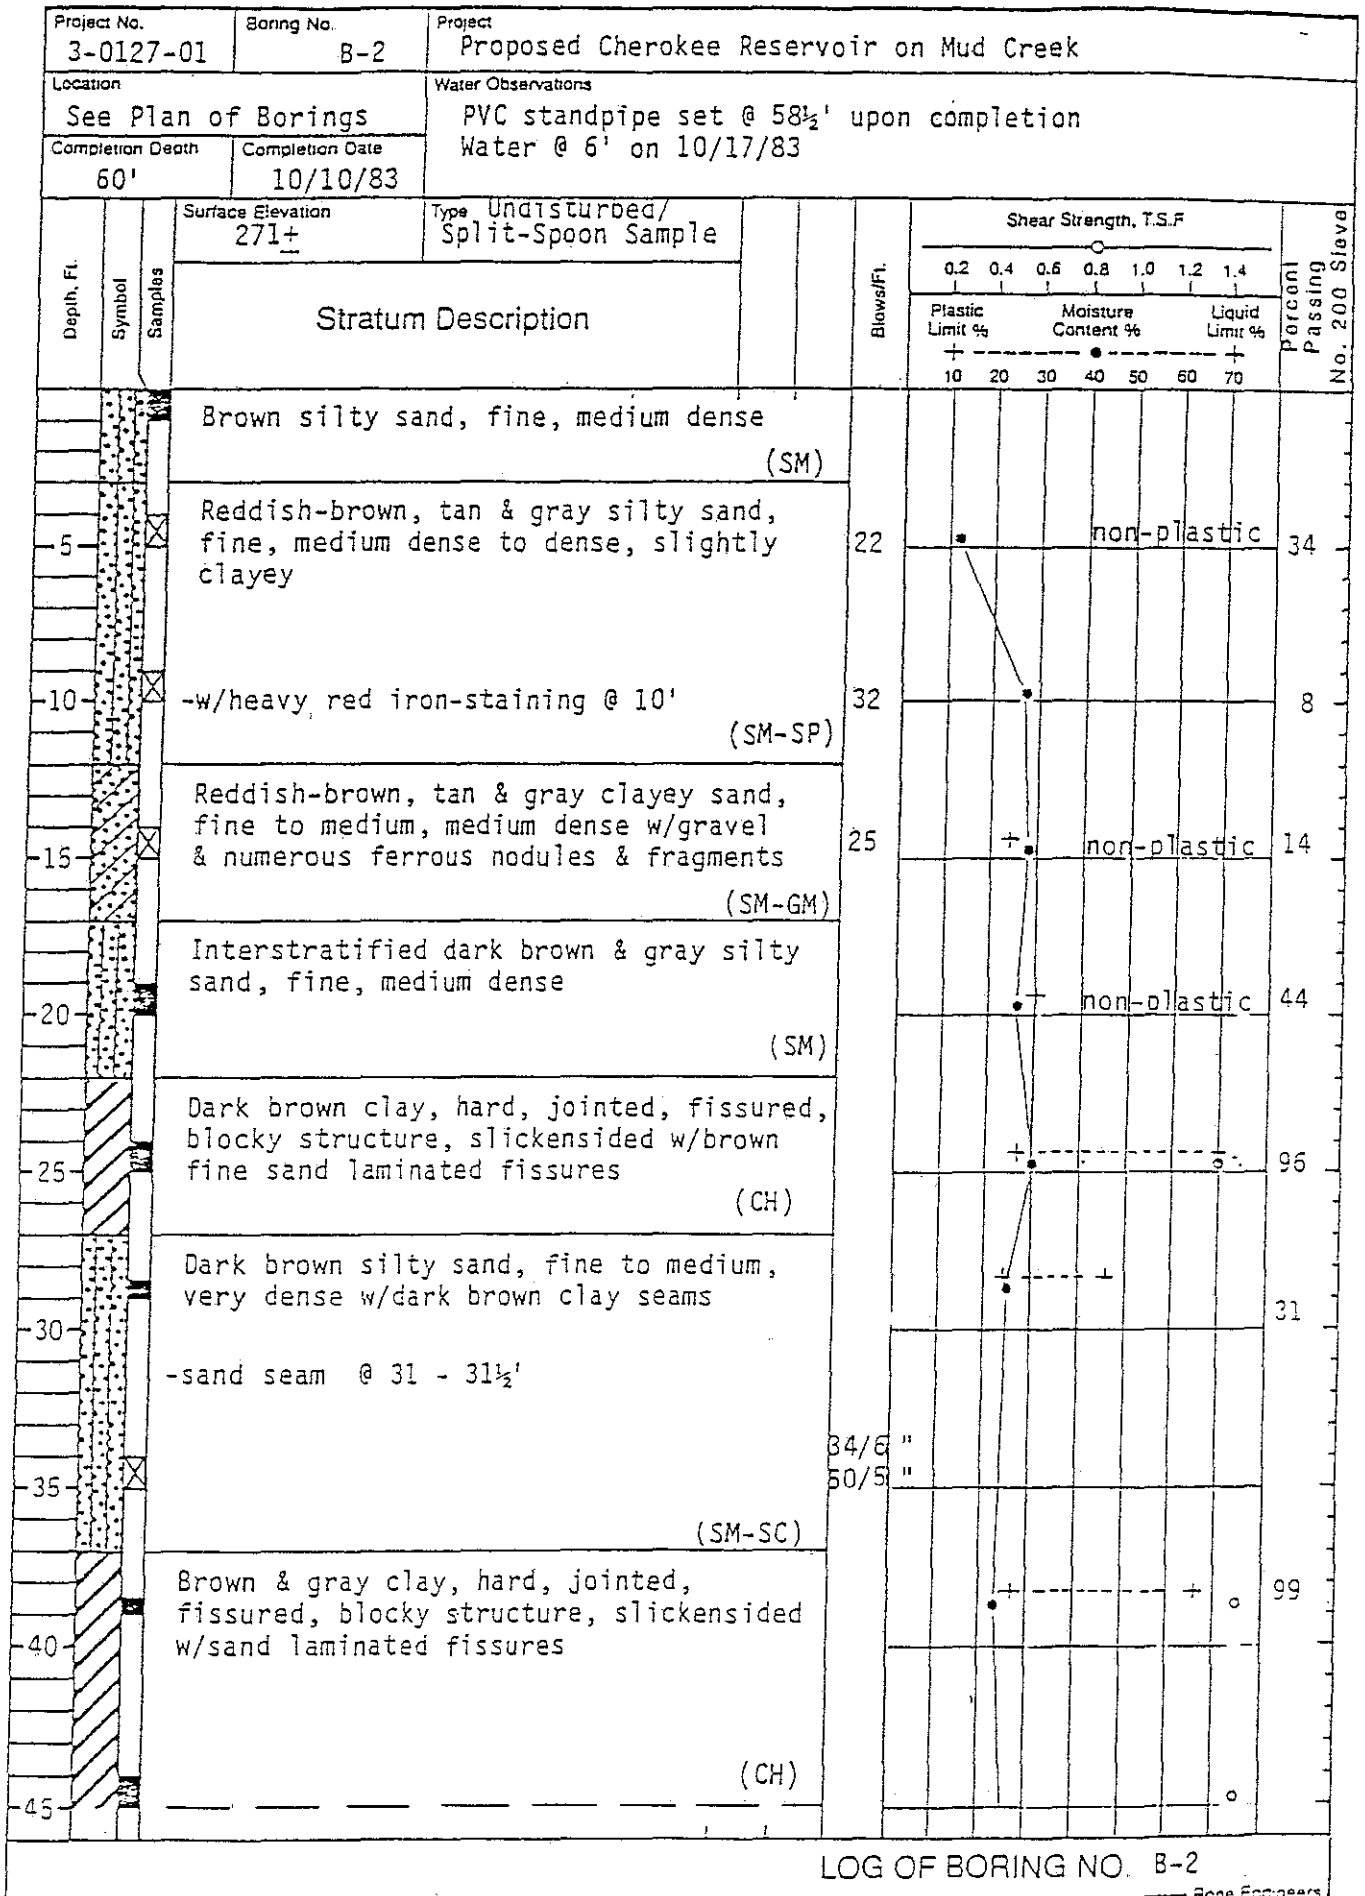 Project No.
3-0127-01
Boring No.
B-2
Project
Proposed Cherokee Reservoir on Mud Creek
Location
See Plan of Borings
Water Observations
PVC standpipe set @ 58½' upon completion
Water @ 6' on 10/17/83
Completion Depth
60'
Completion Date
10/10/83
Surface Elevation
271±
Type Undisturbed/
Split-Spoon Sample
Depth, Ft.
Symbol
Samples
Stratum Description
Blows/Ft.
Shear Strength, T.S.F
0.2 0.4 0.6 0.8 1.0 1.2 1.4
Plastic Limit %
Moisture Content %
Liquid Limit %
10 20 30 40 50 60 70
Percent Passing No. 200 Sieve
Brown silty sand, fine, medium dense
(SM)
Reddish-brown, tan & gray silty sand,
fine, medium dense to dense, slightly
clayey
5
22
non-plastic
34
-w/heavy red iron-staining @ 10'
10
32
8
(SM-SP)
Reddish-brown, tan & gray clayey sand,
fine to medium, medium dense w/gravel
& numerous ferrous nodules & fragments
15
25
non-plastic
14
(SM-GM)
Interstratified dark brown & gray silty
sand, fine, medium dense
20
non-plastic
44
(SM)
Dark brown clay, hard, jointed, fissured,
blocky structure, slickensided w/brown
fine sand laminated fissures
25
96
(CH)
Dark brown silty sand, fine to medium,
very dense w/dark brown clay seams
30
31
-sand seam @ 31 - 31½'
34/6 "
50/5 "
35
(SM-SC)
Brown & gray clay, hard, jointed,
fissured, blocky structure, slickensided
w/sand laminated fissures
99
40
(CH)
45
LOG OF BORING NO. B-2
Engineers